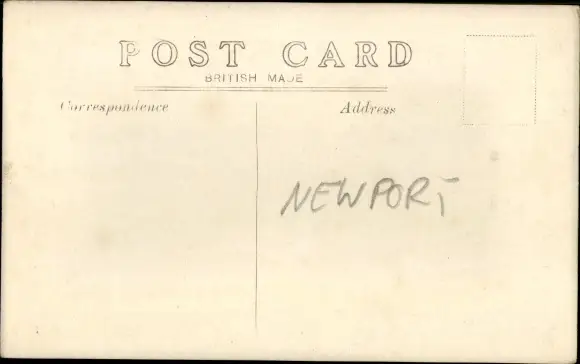 POST CARD
BRITISH MADE
Correspondence
Address
NEWPORT